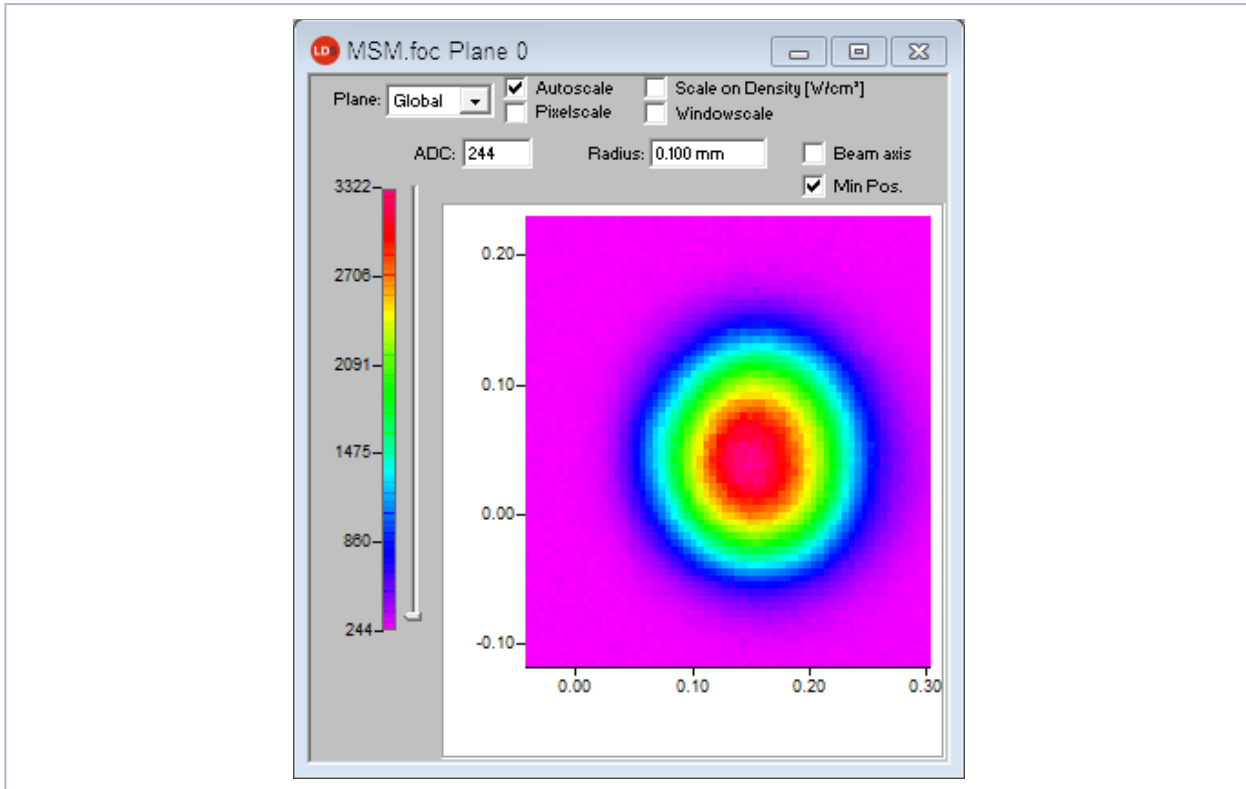 LDS MSM.foc Plane 0
Plane: Global Autoscale Scale on Density [W/cm²]
Pixelscale Windowscale
ADC: 244 Radius: 0.100 mm Beam axis
Min Pos.
3322
2706
2091
1475
860
244
0.20
0.10
0.00
-0.10
0.00 0.10 0.20 0.30